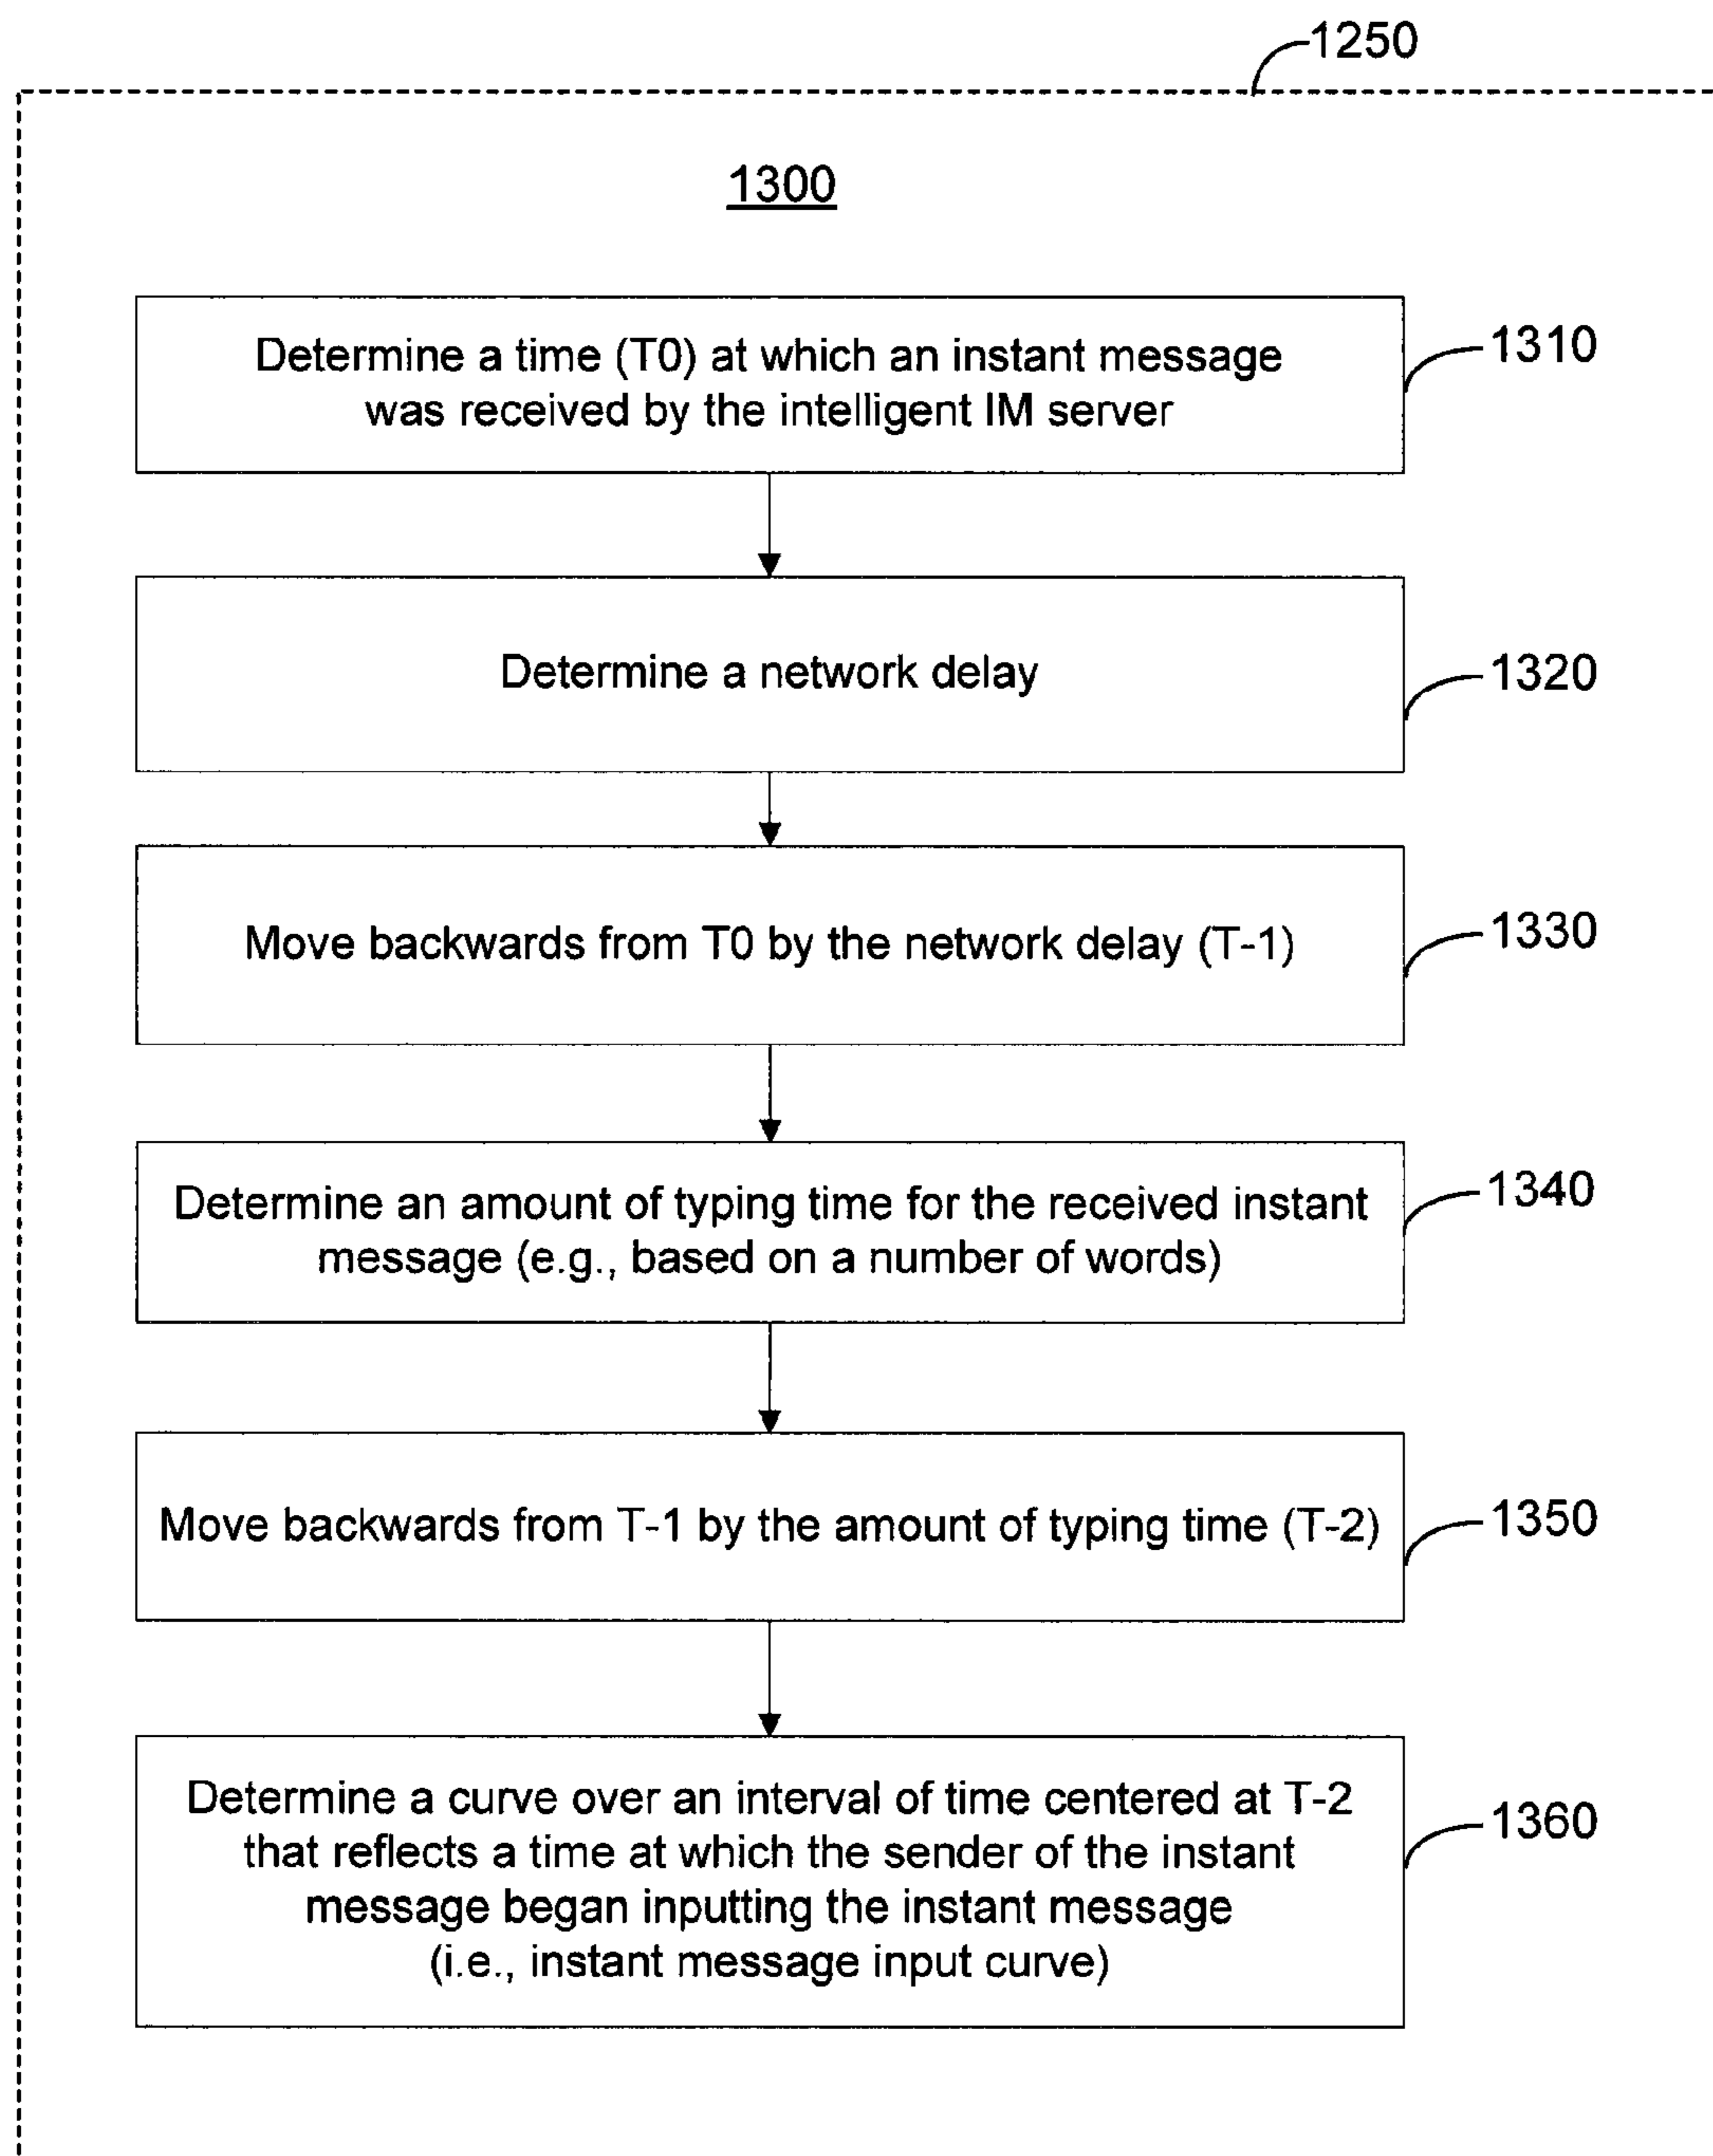 1250
1300
Determine a time (T0) at which an instant message
was received by the intelligent IM server
1310
Determine a network delay
1320
Move backwards from T0 by the network delay (T-1)
1330
Determine an amount of typing time for the received instant
message (e.g., based on a number of words)
1340
Move backwards from T-1 by the amount of typing time (T-2)
1350
Determine a curve over an interval of time centered at T-2
that reflects a time at which the sender of the instant
message began inputting the instant message
(i.e., instant message input curve)
1360